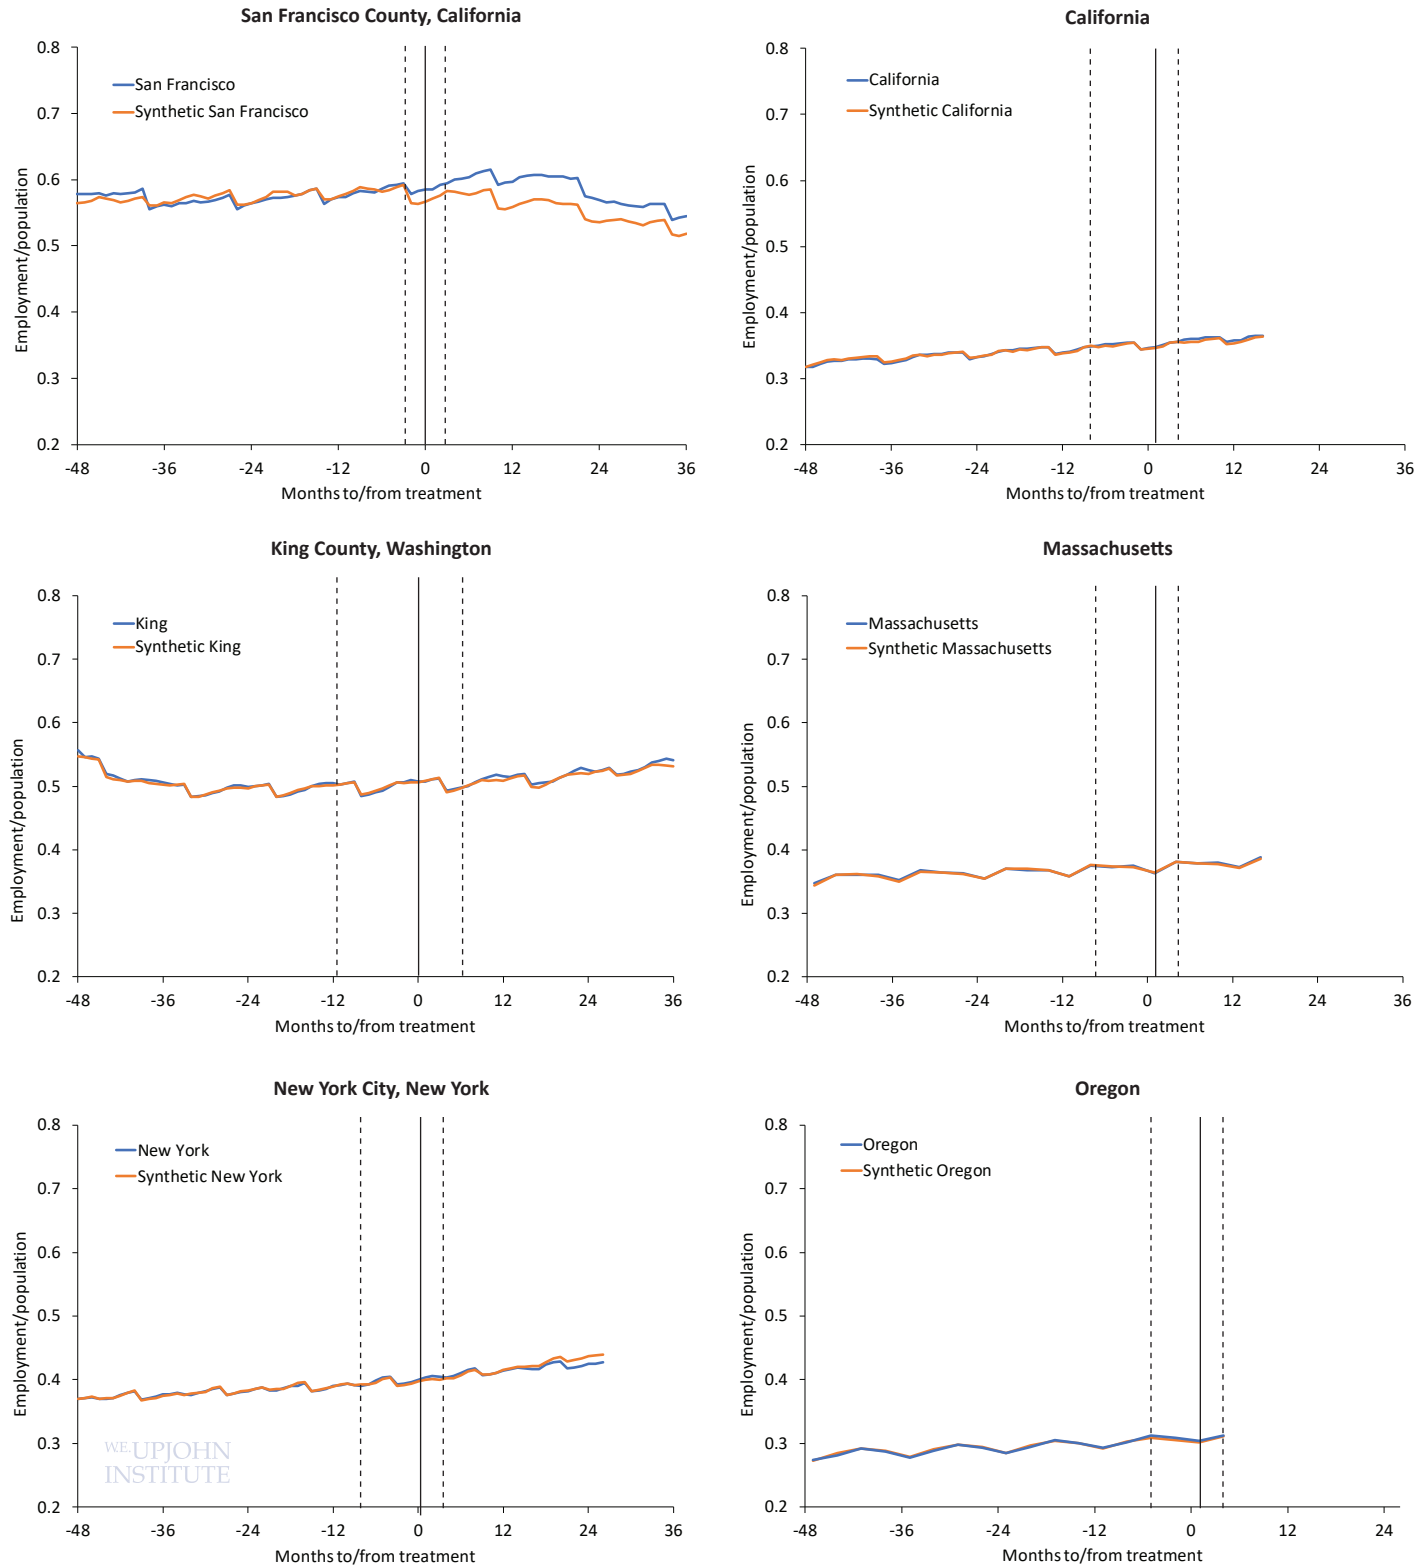 San Francisco County, California
0.8
0.7
0.6
0.5
0.4
0.3
0.2
Employment/population
San Francisco
Synthetic San Francisco
-48 -36 -24 -12 0 12 24 36
Months to/from treatment
California
0.8
0.7
0.6
0.5
0.4
0.3
0.2
Employment/population
California
Synthetic California
-48 -36 -24 -12 0 12 24 36
Months to/from treatment
King County, Washington
0.8
0.7
0.6
0.5
0.4
0.3
0.2
Employment/population
King
Synthetic King
-48 -36 -24 -12 0 12 24 36
Months to/from treatment
Massachusetts
0.8
0.7
0.6
0.5
0.4
0.3
0.2
Employment/population
Massachusetts
Synthetic Massachusetts
-48 -36 -24 -12 0 12 24 36
Months to/from treatment
New York City, New York
0.8
0.7
0.6
0.5
0.4
0.3
0.2
Employment/population
New York
Synthetic New York
W.E. UPJOHN
INSTITUTE
-48 -36 -24 -12 0 12 24 36
Months to/from treatment
Oregon
0.8
0.7
0.6
0.5
0.4
0.3
0.2
Employment/population
Oregon
Synthetic Oregon
-48 -36 -24 -12 0 12 24
Months to/from treatment